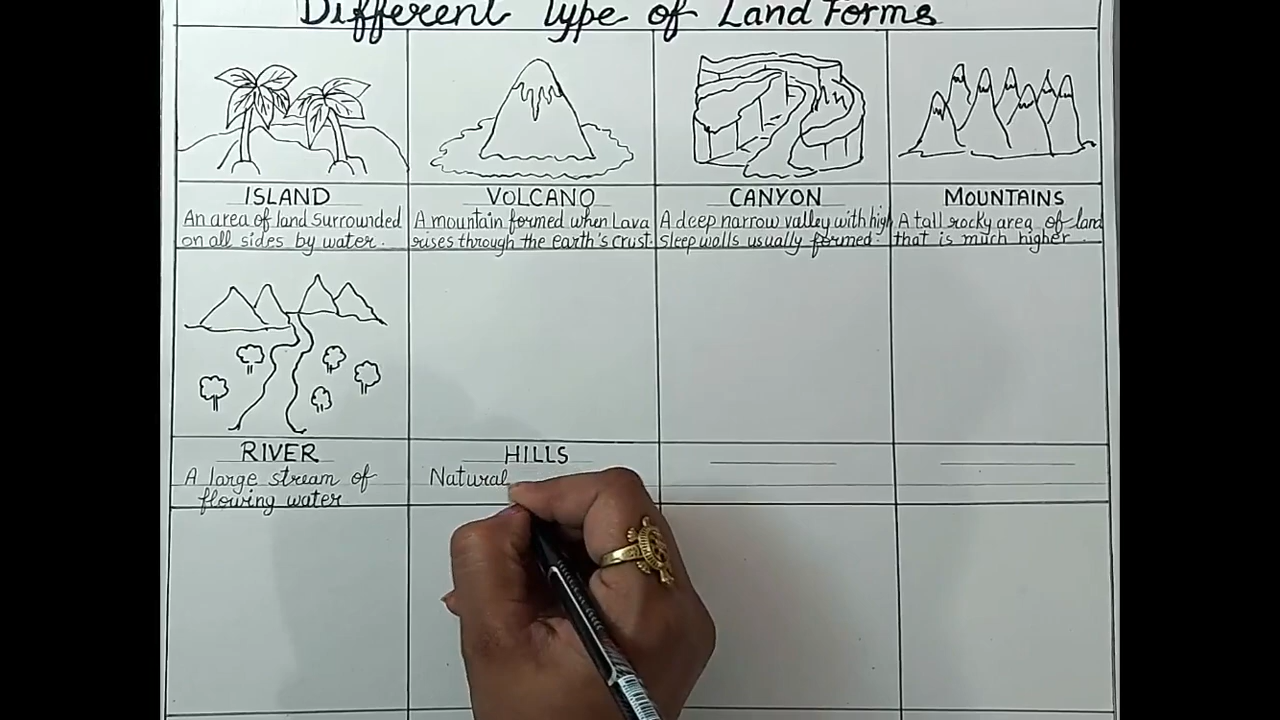 Different Type of Land Forms
ISLAND
An area of land surrounded
on all sides by water.
VOLCANO
A mountain formed when Lava
rises through the earth's crust.
CANYON
A deep narrow valley with high
sleep walls usually formed.
MOUNTAINS
A tall rocky area of land
that is much higher.
RIVER
A large stream of
flowing water
HILLS
Natural